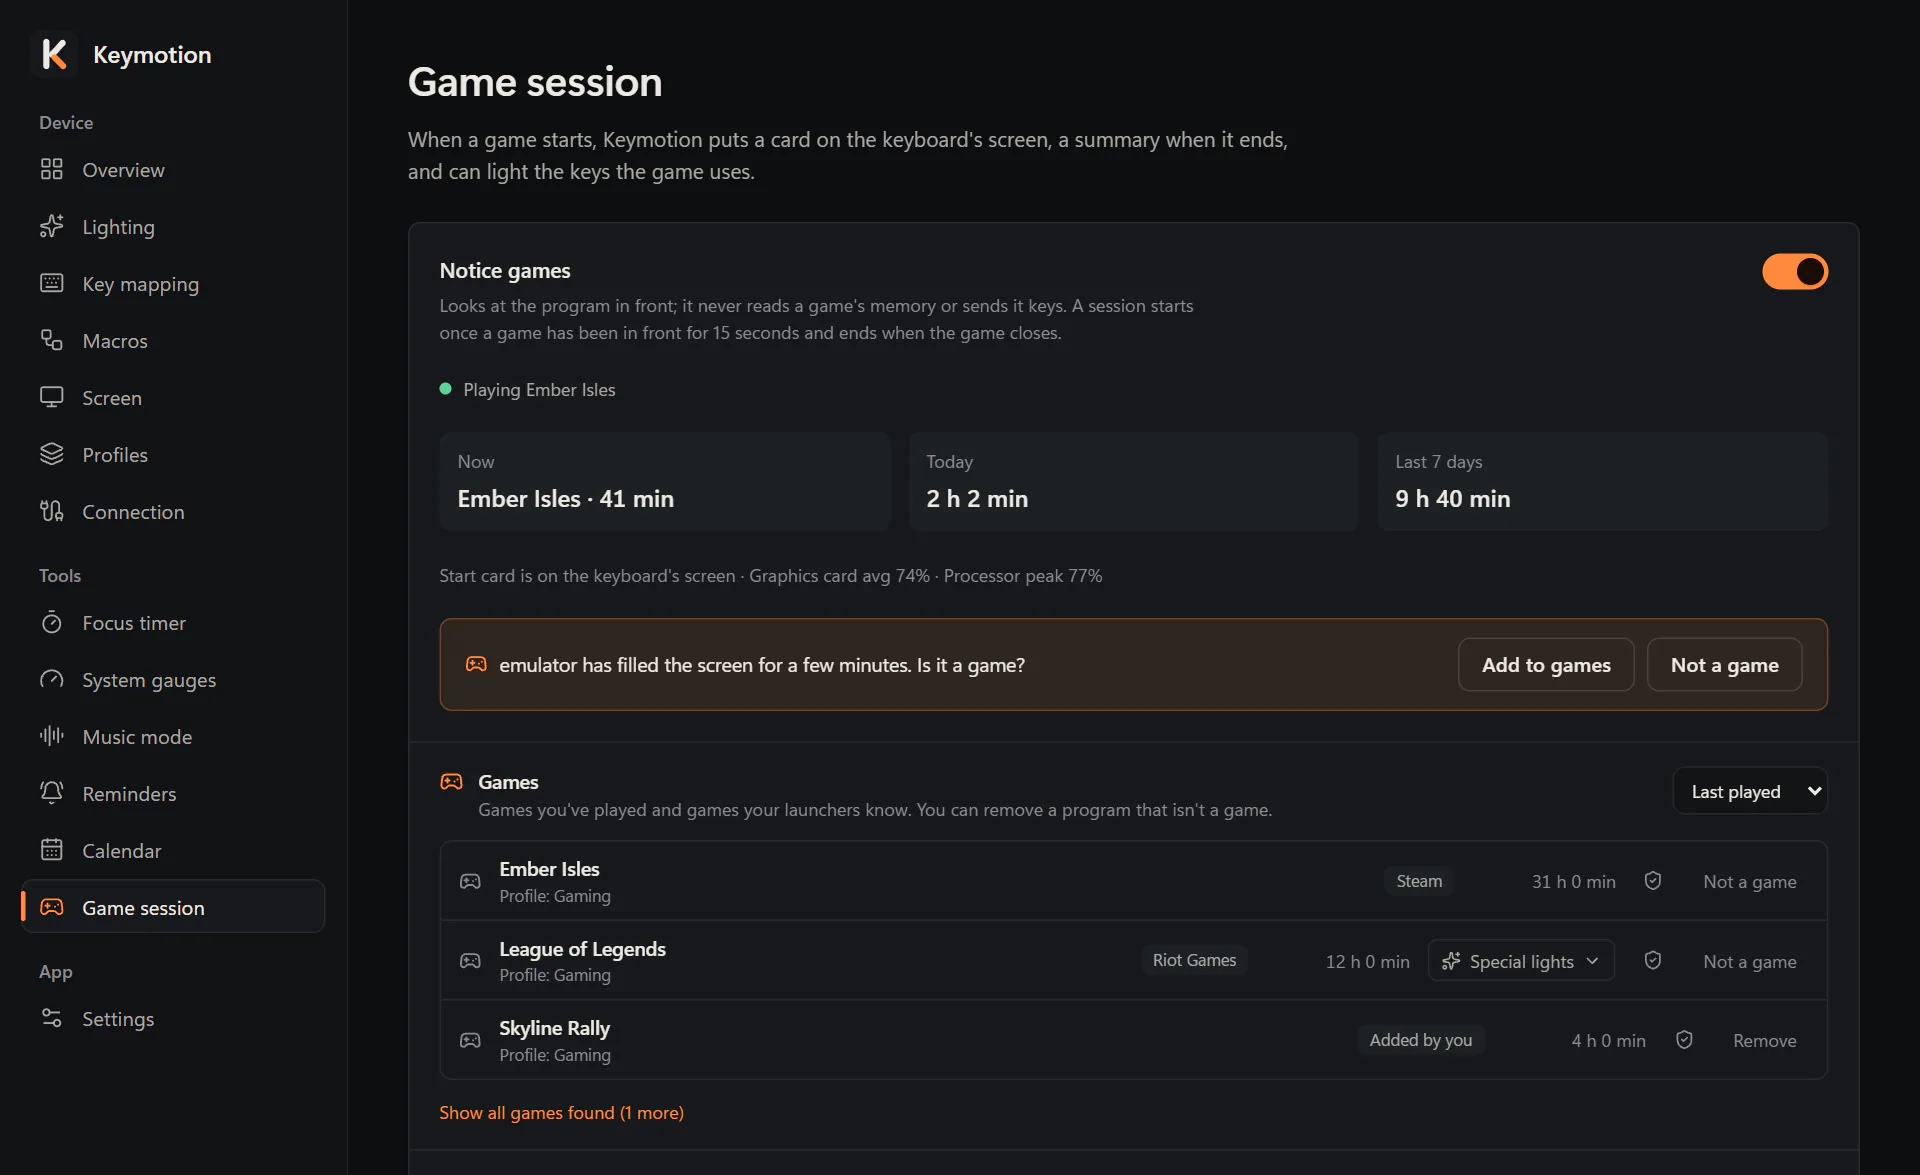 Keymotion
Device
Overview
Lighting
Key mapping
Macros
Screen
Profiles
Connection
Tools
Focus timer
System gauges
Music mode
Reminders
Calendar
Game session
App
Settings
Game session
When a game starts, Keymotion puts a card on the keyboard's screen, a summary when it ends,
and can light the keys the game uses.
Notice games
Looks at the program in front; it never reads a game's memory or sends it keys. A session starts
once a game has been in front for 15 seconds and ends when the game closes.
Playing Ember Isles
Now
Ember Isles · 41 min
Today
2 h 2 min
Last 7 days
9 h 40 min
Start card is on the keyboard's screen · Graphics card avg 74% · Processor peak 77%
emulator has filled the screen for a few minutes. Is it a game?
Add to games
Not a game
Games
Games you've played and games your launchers know. You can remove a program that isn't a game.
Last played
Ember Isles
Profile: Gaming
Steam
31 h 0 min
Not a game
League of Legends
Profile: Gaming
Riot Games
12 h 0 min
Special lights
Not a game
Skyline Rally
Profile: Gaming
Added by you
4 h 0 min
Remove
Show all games found (1 more)